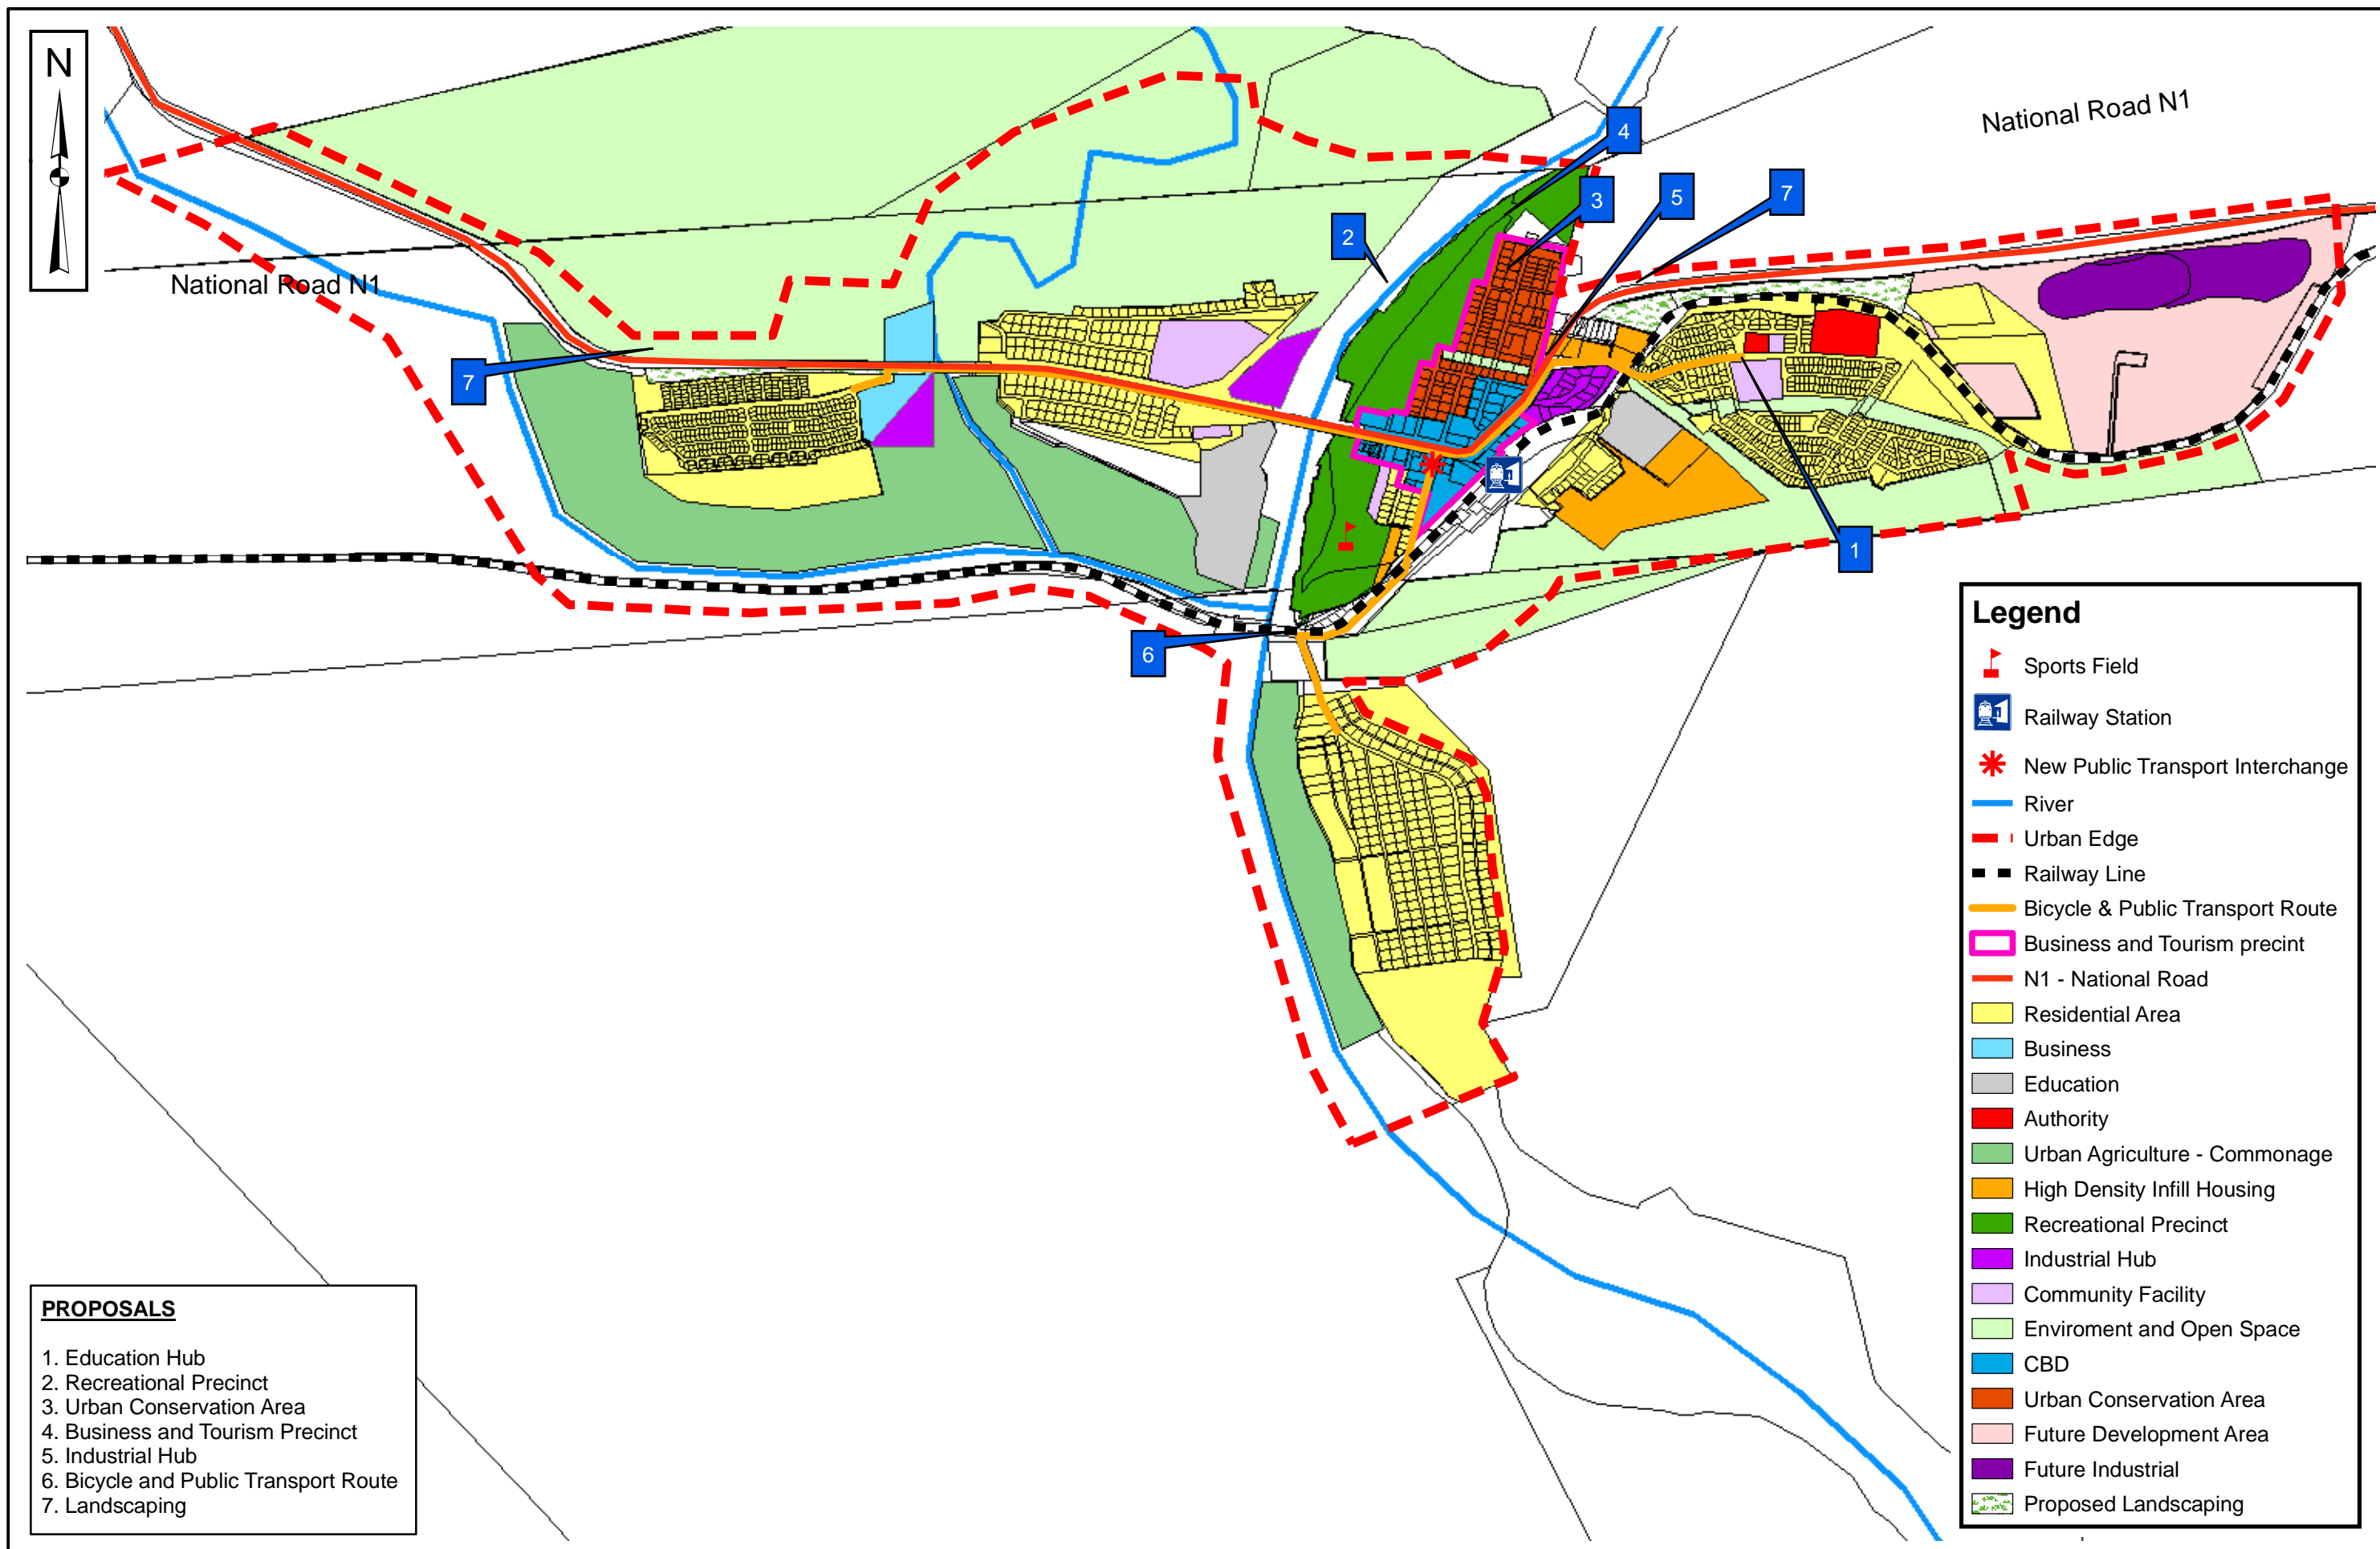 N
National Road N1
4
3
5
7
2
National Road N1
7
1
6
Legend
Sports Field
Railway Station
New Public Transport Interchange
River
Urban Edge
Railway Line
Bicycle & Public Transport Route
Business and Tourism precint
N1 - National Road
Residential Area
Business
Education
Authority
Urban Agriculture - Commonage
High Density Infill Housing
Recreational Precinct
Industrial Hub
Community Facility
Enviroment and Open Space
CBD
Urban Conservation Area
Future Development Area
Future Industrial
Proposed Landscaping
PROPOSALS
1. Education Hub
2. Recreational Precinct
3. Urban Conservation Area
4. Business and Tourism Precinct
5. Industrial Hub
6. Bicycle and Public Transport Route
7. Landscaping